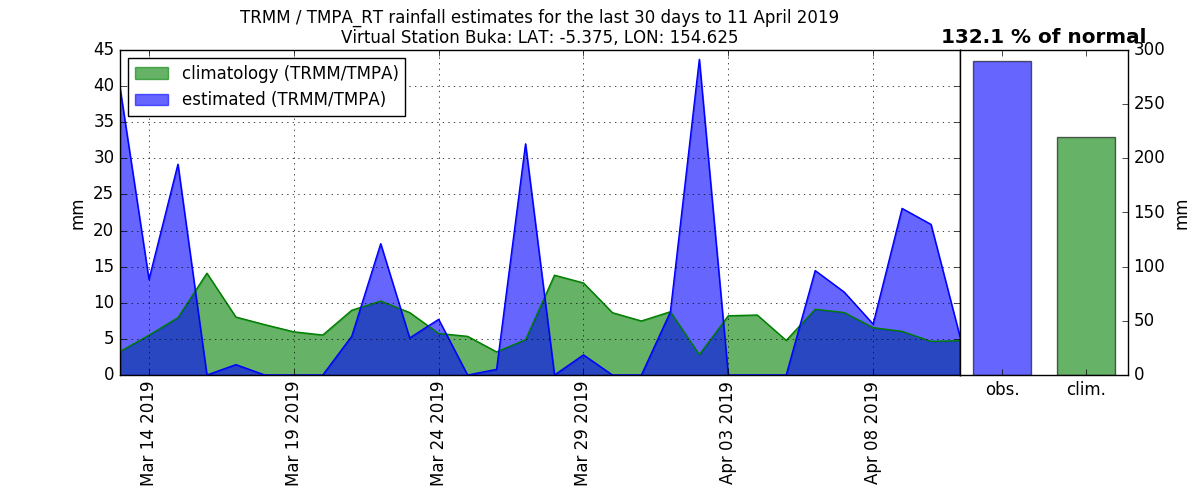 TRMM / TMPA_RT rainfall estimates for the last 30 days to 11 April 2019
Virtual Station Buka: LAT: -5.375, LON: 154.625
132.1 % of normal
climatology (TRMM/TMPA)
estimated (TRMM/TMPA)
mm
45
40
35
30
25
20
15
10
5
0
Mar 14 2019
Mar 19 2019
Mar 24 2019
Mar 29 2019
Apr 03 2019
Apr 08 2019
300
250
200
150
100
50
0
mm
obs.
clim.